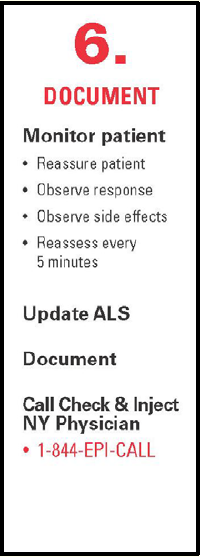 6.
DOCUMENT
Monitor patient
• Reassure patient
• Observe response
• Observe side effects
• Reassess every
5 minutes
Update ALS
Document
Call Check & Inject
NY Physician
• 1-844-EPI-CALL